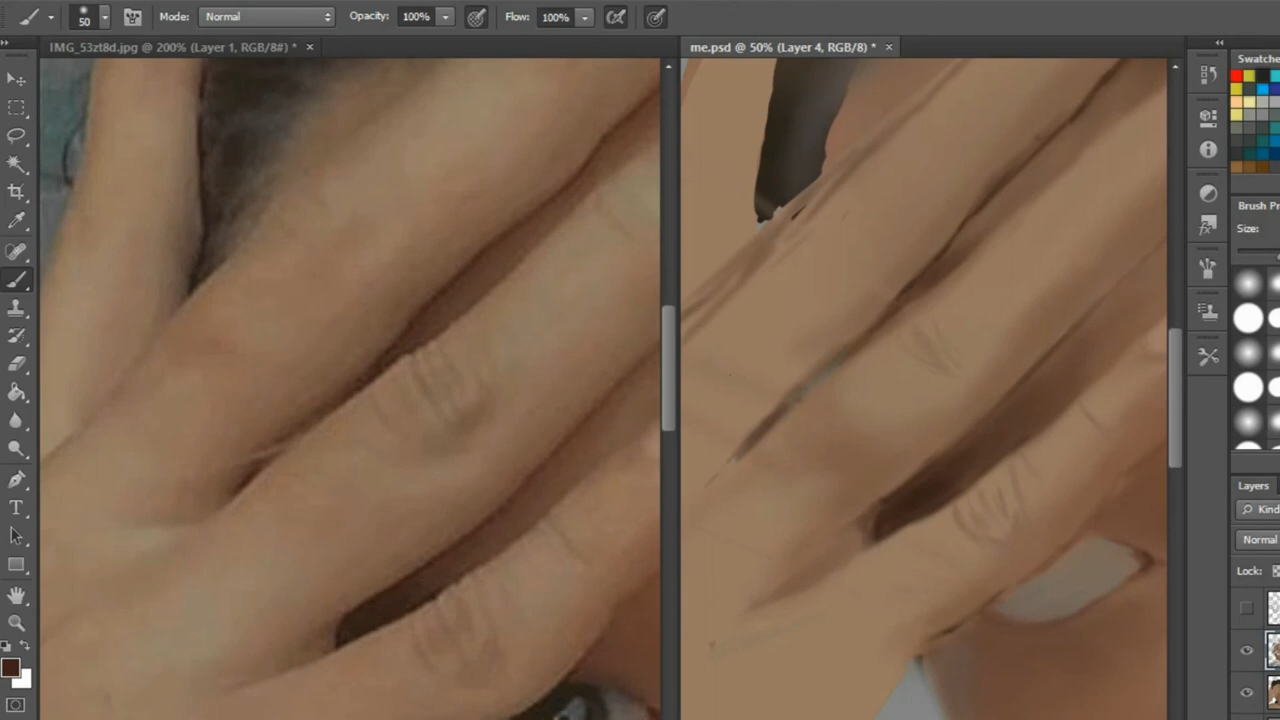 50 Mode: Normal Opacity: 100% Flow: 100%
IMG_53zt8d.jpg @ 200% (Layer 1, RGB/8#) * ×
me.psd @ 50% (Layer 4, RGB/8) * ×
Swatche
Brush Pr
Size:
T
Layers
Kind
Normal
Lock: